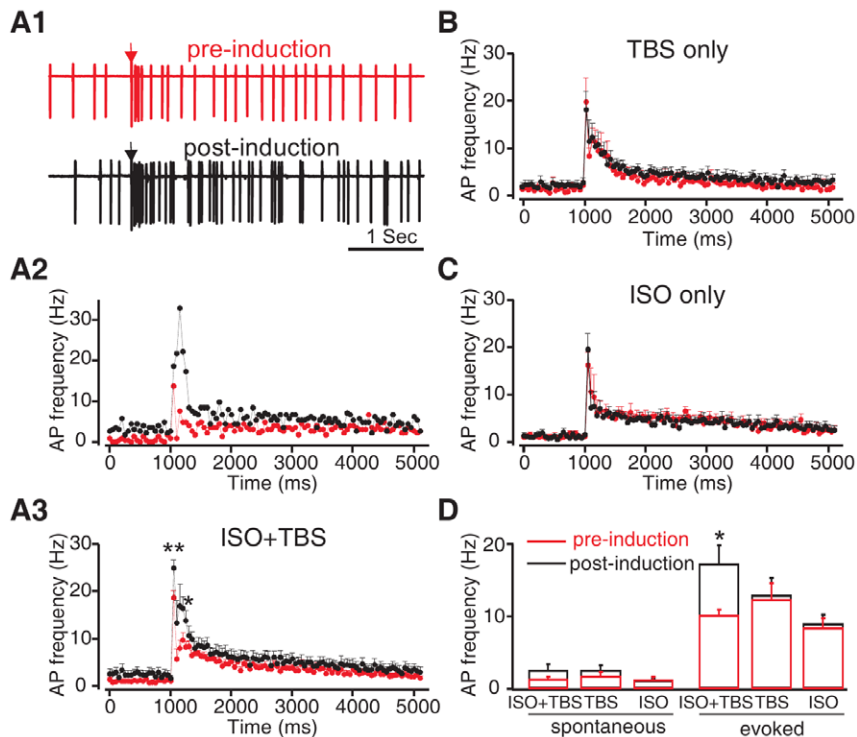 A1
pre-induction
post-induction
1 Sec
B
TBS only
AP frequency (Hz)
30
20
10
0
0 1000 2000 3000 4000 5000
Time (ms)
A2
AP frequency (Hz)
30
20
10
0
0 1000 2000 3000 4000 5000
Time (ms)
C
ISO only
AP frequency (Hz)
30
20
10
0
0 1000 2000 3000 4000 5000
Time (ms)
A3
ISO+TBS
** *
AP frequency (Hz)
30
20
10
0
0 1000 2000 3000 4000 5000
Time (ms)
D
pre-induction
post-induction
*
AP frequency (Hz)
20
10
0
ISO+TBS TBS ISO ISO+TBS TBS ISO
spontaneous evoked